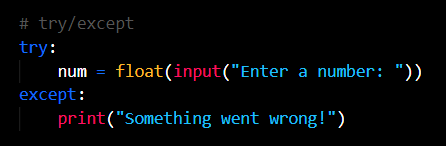 # try/except
try:
    num = float(input("Enter a number: "))
except:
    print("Something went wrong!")